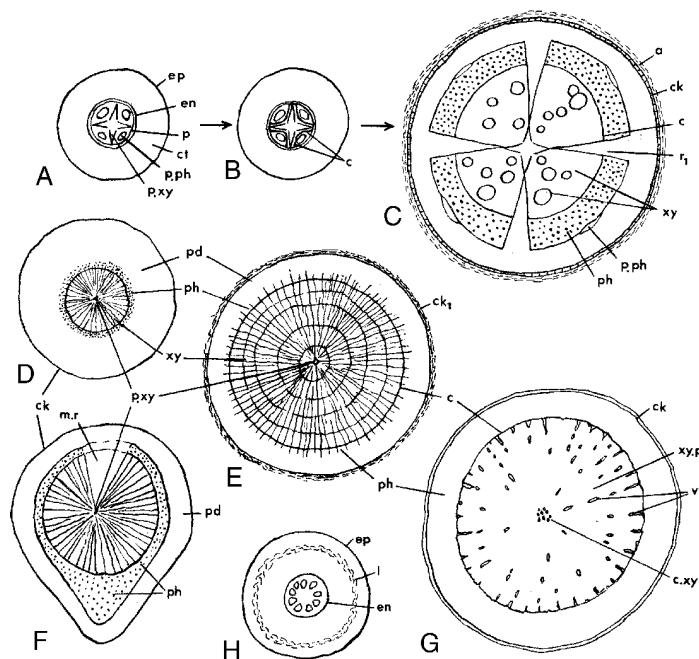 ep
en
p
ct
p.ph
p.xy
A
c
B
a
ck
c
r₁
xy
p.ph
ph
C
pd
ph
xy
p.xy
D
ck₁
c
ph
E
ck
m.r
pd
ph
F
ck
xy.p
v
c.xy
G
ep
l
en
H